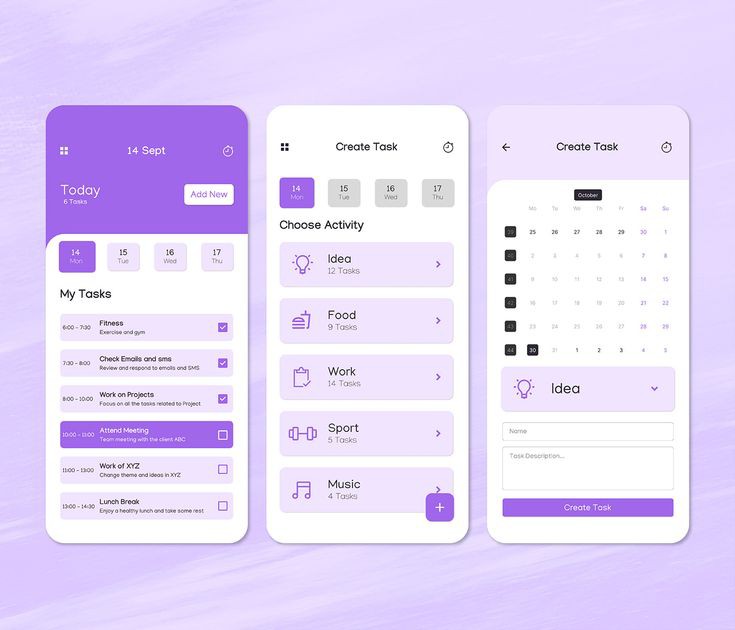 14 Sept
Today
6 Tasks
Add New
14
Mon
15
Tue
16
Wed
17
Thu
My Tasks
6:00 - 7:30
Fitness
Exercise and gym
7:30 - 8:00
Check Emails and sms
Review and respond to emails and SMS
8:00 - 10:00
Work on Projects
Focus on all the tasks related to Project
10:00 - 11:00
Attend Meeting
Team meeting with the client ABC
11:00 - 13:00
Work of XYZ
Change theme and ideas in XYZ
13:00 - 14:30
Lunch Break
Enjoy a healthy lunch and take some rest
Create Task
14
Mon
15
Tue
16
Wed
17
Thu
Choose Activity
Idea
12 Tasks
Food
9 Tasks
Work
14 Tasks
Sport
5 Tasks
Music
4 Tasks
+
Create Task
October
Mo Tu We Th Fr Sa Su
39 25 26 27 28 29 30 1
40 2 3 4 5 6 7 8
41 9 10 11 12 13 14 15
42 16 17 18 19 20 21 22
43 23 24 25 26 27 28 29
44 30 31 1 2 3 4 5
Idea
Name
Task Description...
Create Task